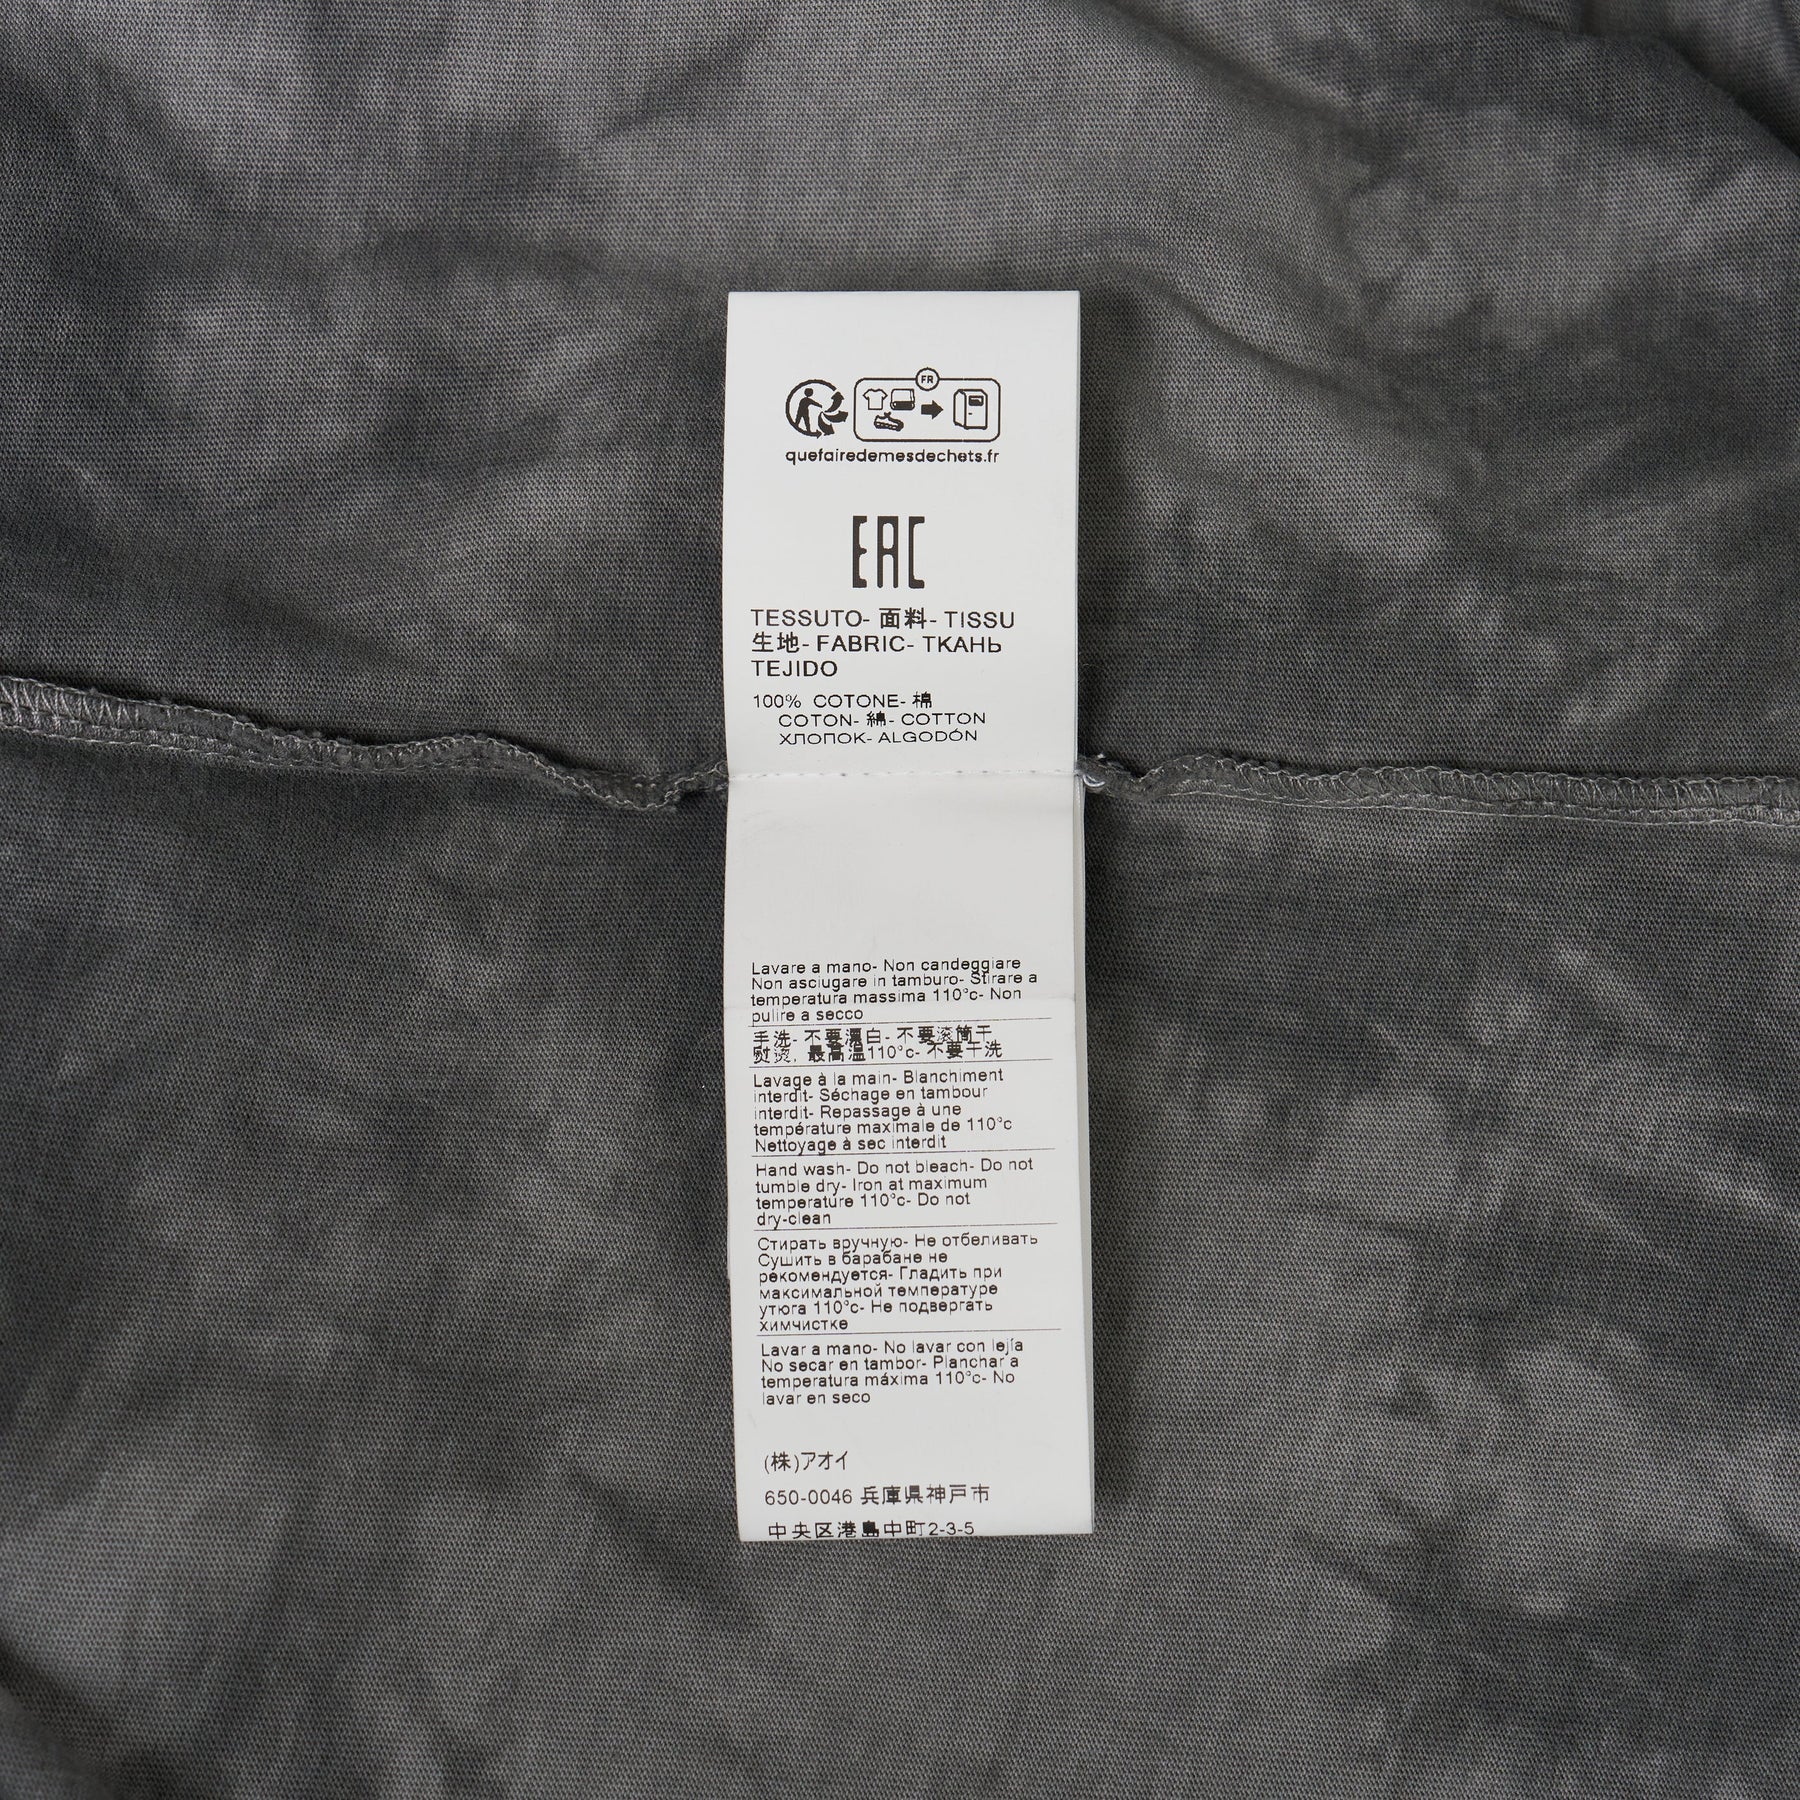 FR
quefairedemesdechets.fr
EAC
TESSUTO- 面料- TISSU
生地- FABRIC- ТКАНЬ
TEJIDO
100% COTONE- 棉
COTON- 綿- COTTON
ХЛОПОК- ALGODÓN
Lavare a mano- Non candeggiare
Non asciugare in tamburo- Stirare a
temperatura massima 110°c- Non
pulire a secco
手洗- 不要漂白- 不要滚筒干
熨烫, 最高温110°c- 不要干洗
Lavage à la main- Blanchiment
interdit- Séchage en tambour
interdit- Repassage à une
température maximale de 110°c
Nettoyage à sec interdit
Hand wash- Do not bleach- Do not
tumble dry- Iron at maximum
temperature 110°c- Do not
dry-clean
Стирать вручную- Не отбеливать
Сушить в барабане не
рекомендуется- Гладить при
максимальной температуре
утюга 110°c- Не подвергать
химчистке
Lavar a mano- No lavar con lejía
No secar en tambor- Planchar a
temperatura máxima 110°c- No
lavar en seco
(株)アオイ
650-0046 兵庫県神戸市
中央区港島中町2-3-5